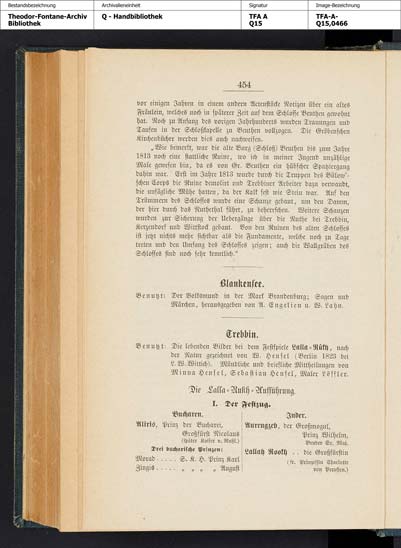 Bestandsbezeichnung Archivalieneinheit Signatur Image-Bezeichnung
Theodor-Fontane-Archiv Q - Handbibliothek TFA A TFA-A-
Bibliothek Q15 Q15,0466
454
vor einigen Jahren in einem andern Aktenstücke Notizen über ein altes
Fräulein, welches noch in späterer Zeit auf dem Schlosse Beuthen gewohnt
hat. Noch zu Anfang des vorigen Jahrhunderts wurden Trauungen und
Taufen in der Schloßkapelle zu Beuthen vollzogen. Die Gröbenschen
Kirchenbücher werden dies auch nachweisen.
„Wie bemerkt, war die alte Burg (Schloß) Beuthen bis zum Jahre
1813 noch eine stattliche Ruine, wo ich in meiner Jugend unzählige
Male gewesen bin, da es von Gr. Beuthen ein hübscher Spaziergang
dahin war. Erst im Jahre 1813 wurde durch die Truppen des Bülow'-
schen Corps die Ruine demolirt und Trebbiner Arbeiter dazu verwandt,
die unsägliche Mühe hatten, da der Kalk fest wie Stein war. Auf den
Trümmern des Schlosses wurde eine Schanze gebaut, um den Damm,
der hier durch das Nuthethal führt, zu beherrschen. Weitere Schanzen
wurden zur Sicherung der Uebergänge über die Nuthe bei Trebbin,
Kerzendorf und Wittstock gebaut. Von den Ruinen des alten Schlosses
ist jetzt nichts mehr sichtbar als die Fundamente, welche noch zu Tage
treten und den Umfang des Schlosses zeigen; auch die Wallgräben des
Schlosses sind noch sehr kenntlich.“
Blankensee.
Benutzt: Der Volksmund in der Mark Brandenburg; Sagen und
Märchen, herausgegeben von A. Engelien u. W. Lahn.
Trebbin.
Benutzt: Die lebenden Bilder bei dem Festspiele Lalla-Rûkh, nach
der Natur gezeichnet von W. Hensel (Berlin 1823 bei
L. W. Wittich). Mündliche und briefliche Mittheilungen von
Minna Hensel, Sebastian Hensel, Maler Löffler.
Die Lalla-Rukh-Aufführung.
I. Der Festzug.
Bucharen.
Aliris, Prinz der Bucharei,
Großfürst Nicolaus
(später Kaiser v. Rußl.)
Drei bucharische Prinzen:
Morad ..... S. K. H. Prinz Karl
Zingis ..... „ „ „ „ August
Inder.
Aurengzeb, der Großmogul,
Prinz Wilhelm,
Bruder Sr. Maj.
Lallah Rookh .. die Großfürstin
(fr. Prinzessin Charlotte
von Preußen.)